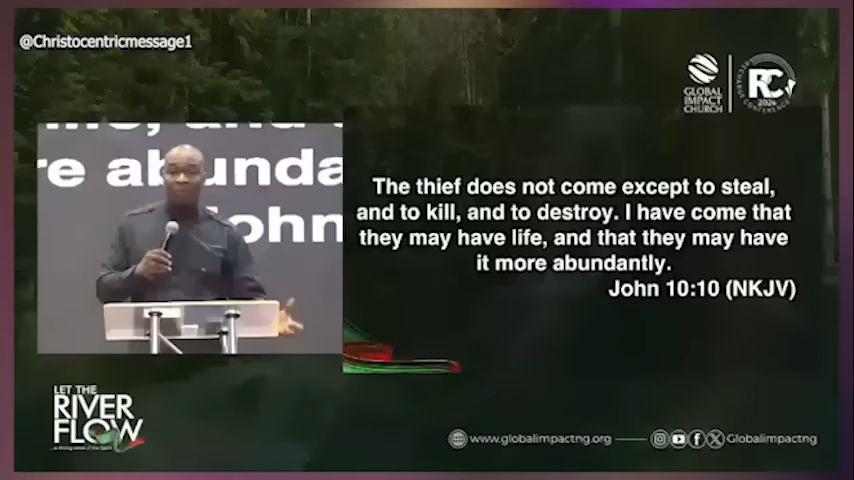 @Christocentricmessage1
GLOBAL
IMPACT
CHURCH
RC
2024
re abunda
John
The thief does not come except to steal,
and to kill, and to destroy. I have come that
they may have life, and that they may have
it more abundantly.
John 10:10 (NKJV)
LET THE
RIVER
FLOW
www.globalimpactng.org
Globalimpactng